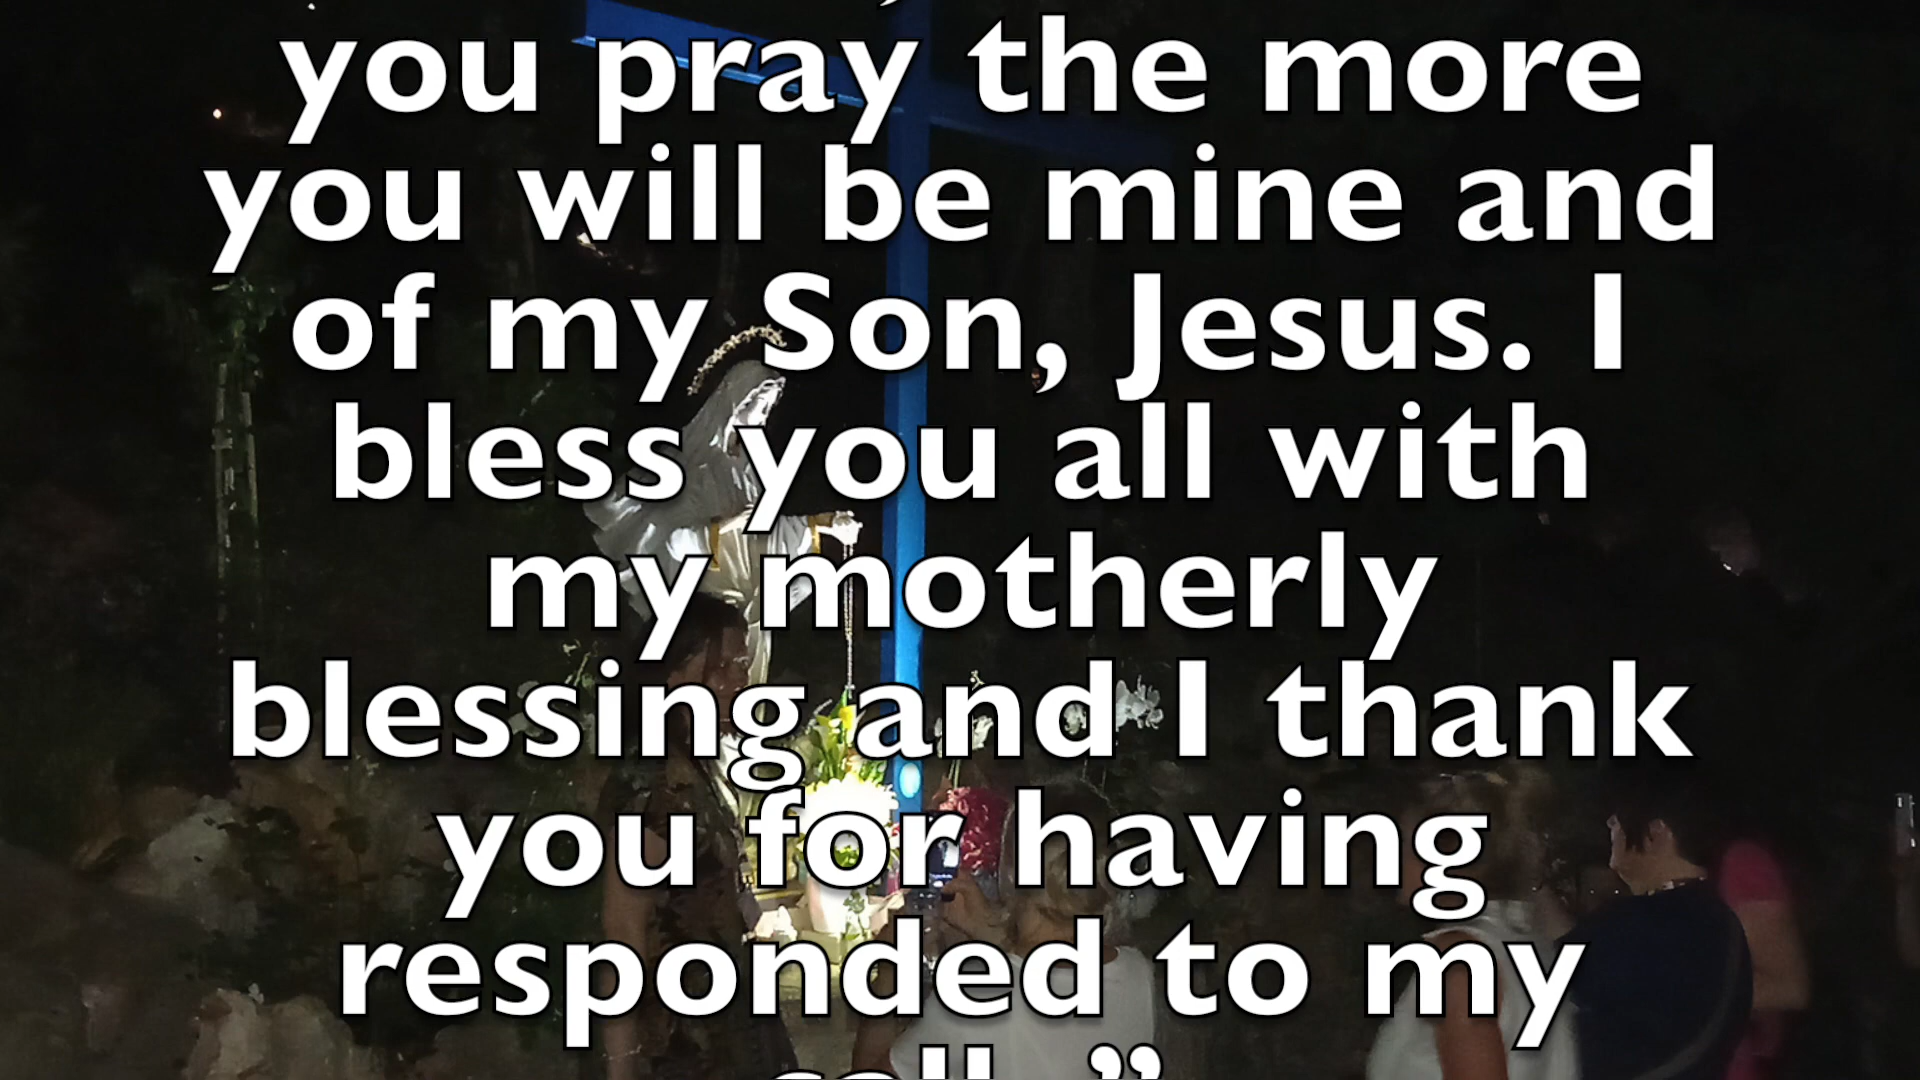 you pray the more
you will be mine and
of my Son, Jesus. I
bless you all with
my motherly
blessing and I thank
you for having
responded to my
call.”